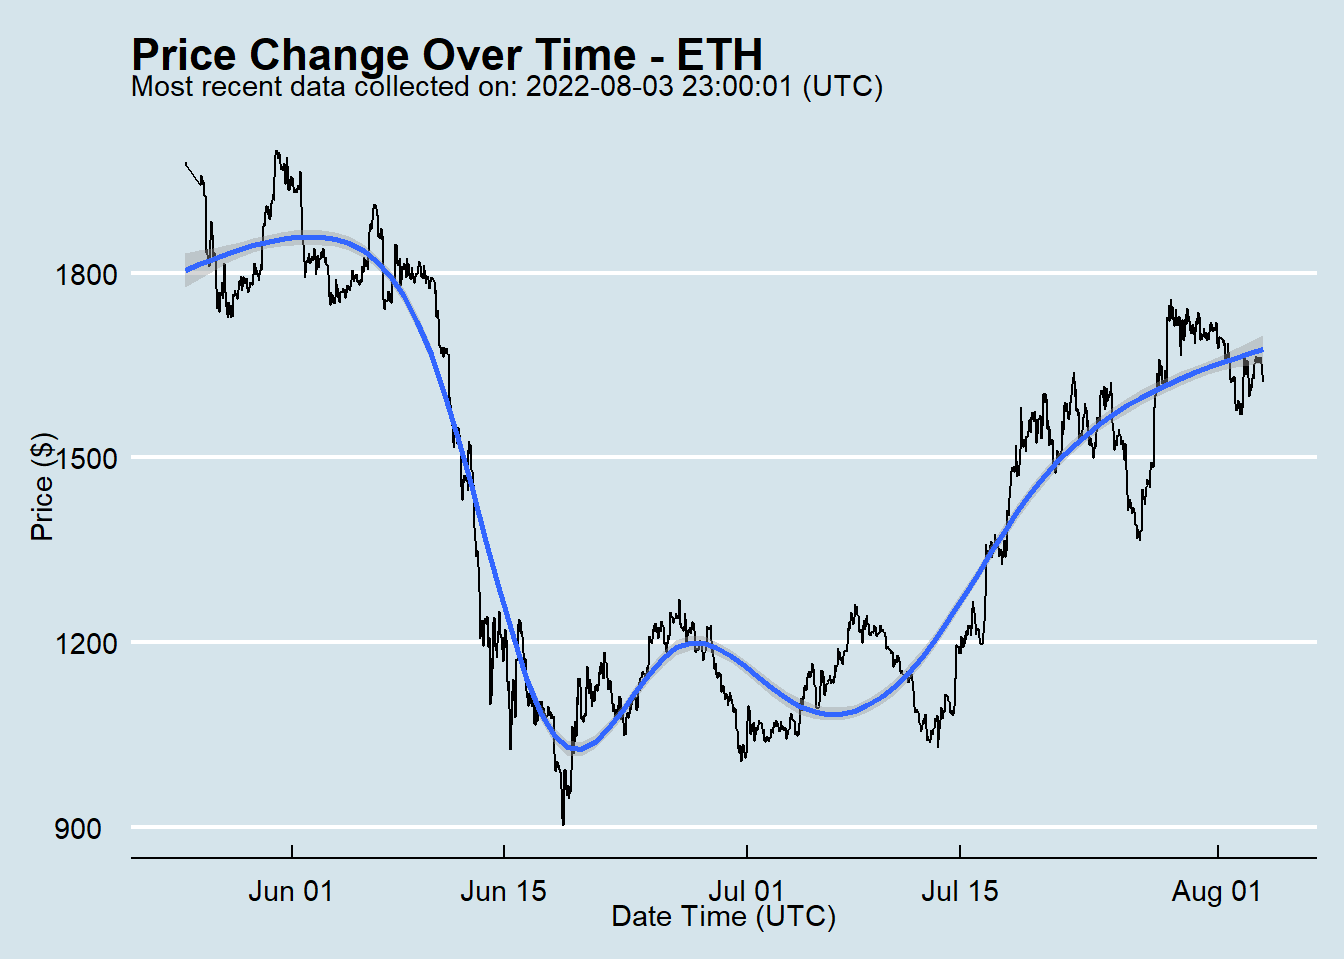 Price Change Over Time - ETH
Most recent data collected on: 2022-08-03 23:00:01 (UTC)
Price ($)
1800
1500
1200
900
Jun 01 Jun 15 Jul 01 Jul 15 Aug 01
Date Time (UTC)